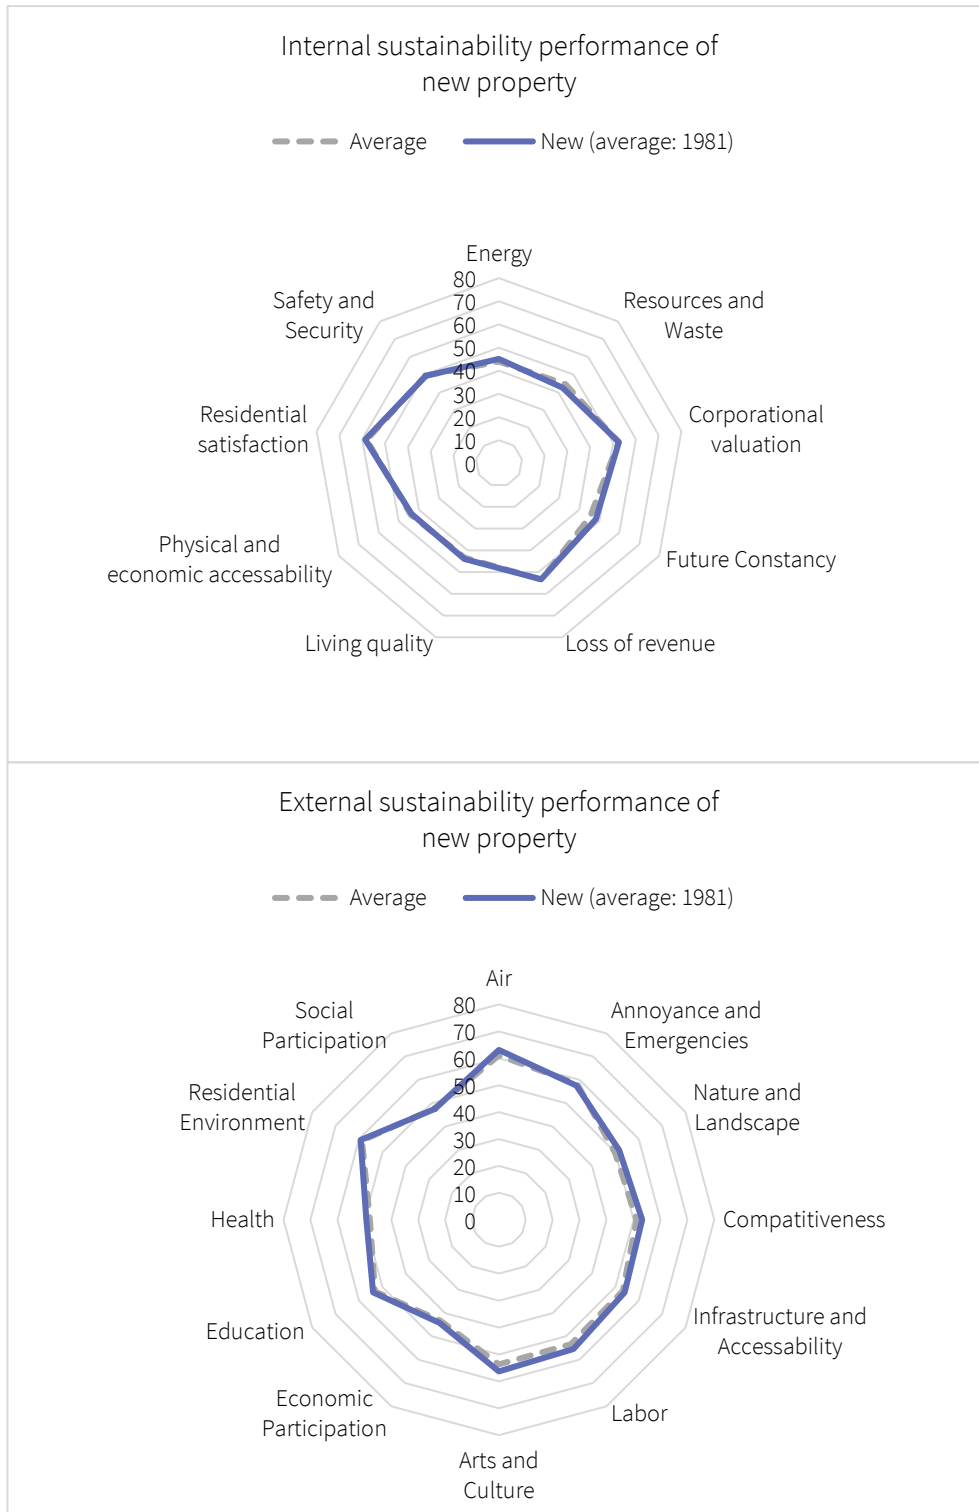 Internal sustainability performance of
new property
Average
New (average: 1981)
Energy
Resources and
Waste
Corporational
valuation
Future Constancy
Loss of revenue
Living quality
Physical and
economic accessability
Residential
satisfaction
Safety and
Security
80
70
60
50
40
30
20
10
0
External sustainability performance of
new property
Average
New (average: 1981)
Air
Annoyance and
Emergencies
Nature and
Landscape
Compatitiveness
Infrastructure and
Accessability
Labor
Arts and
Culture
Economic
Participation
Education
Health
Residential
Environment
Social
Participation
80
70
60
50
40
30
20
10
0